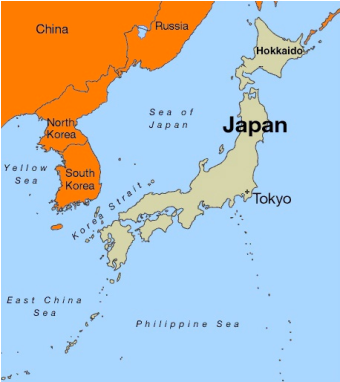 China
Russia
Hokkaido
Sea of
Japan
Japan
North
Korea
Yellow
Sea
South
Korea
Korea Strait
Tokyo
East China
Sea
Philippine Sea